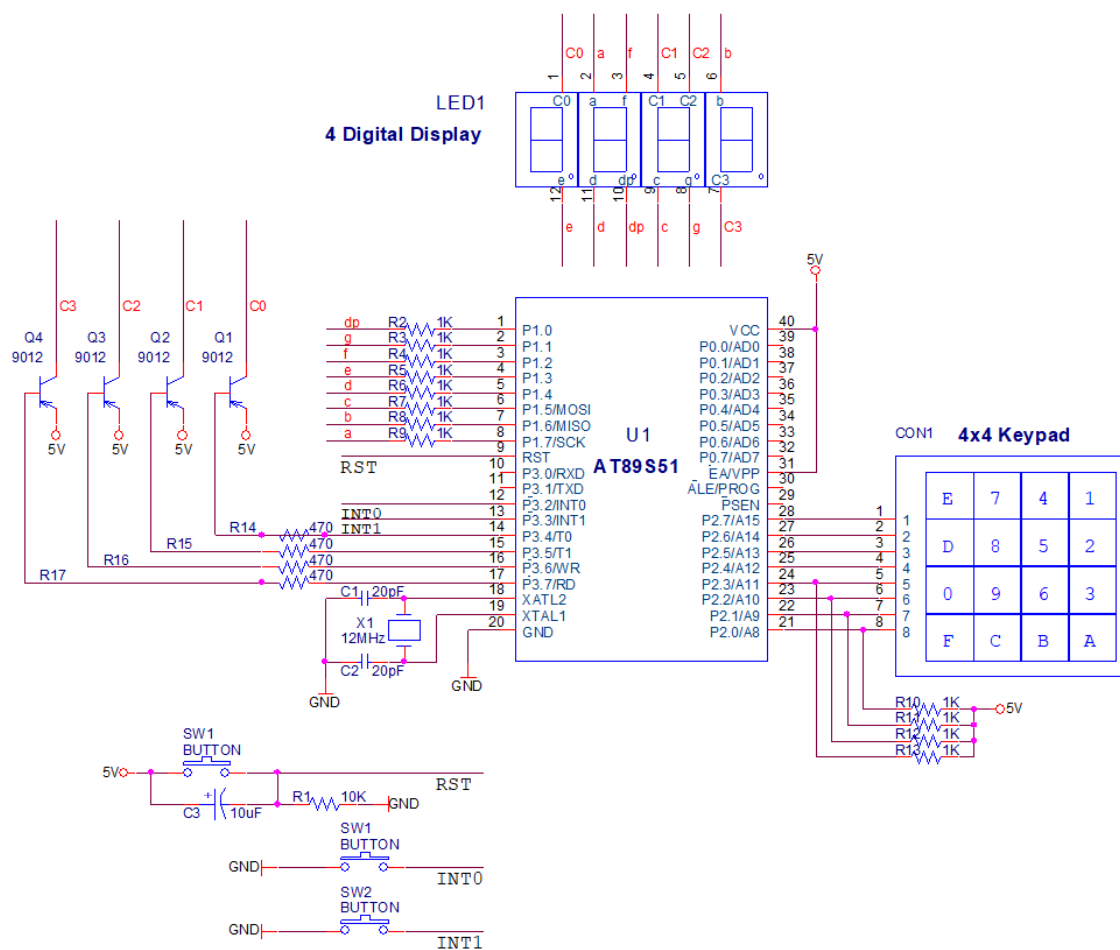 C0 a f C1 C2 b
1 2 3 4 5 6
LED1
4 Digital Display
C0 a f C1 C2 b
e d dp c g C3
12 11 10 9 8 7
e d dp c g C3
5V
C3 C2 C1 C0
Q4 Q3 Q2 Q1
9012 9012 9012 9012
5V 5V 5V 5V
dp R2 1K 1 P1.0
g R3 1K 2 P1.1
f R4 1K 3 P1.2
e R5 1K 4 P1.3
d R6 1K 5 P1.4
c R7 1K 6 P1.5/MOSI
b R8 1K 7 P1.6/MISO
a R9 1K 8 P1.7/SCK
RST 9 RST
10 P3.0/RXD
11 P3.1/TXD
INT0 12 P3.2/INT0
INT1 13 P3.3/INT1
R14 470 14 P3.4/T0
R15 470 15 P3.5/T1
R16 470 16 P3.6/WR
R17 470 17 P3.7/RD
18 XATL2
19 XTAL1
20 GND
U1
AT89S51
VCC 40
P0.0/AD0 39
P0.1/AD1 38
P0.2/AD2 37
P0.3/AD3 36
P0.4/AD4 35
P0.5/AD5 34
P0.6/AD6 33
P0.7/AD7 32
EA/VPP 31
ALE/PROG 30
PSEN 29
P2.7/A15 28
P2.6/A14 27
P2.5/A13 26
P2.4/A12 25
P2.3/A11 24
P2.2/A10 23
P2.1/A9 22
P2.0/A8 21
C1 20pF
X1
12MHz
C2 20pF
GND
GND
CON1 4x4 Keypad
1 1
2 2
3 3
4 4
5 5
6 6
7 7
8 8
E 7 4 1
D 8 5 2
0 9 6 3
F C B A
R10 1K
R11 1K
R12 1K
R13 1K
5V
SW1
BUTTON
5V
RST
C3 + 10uF R1 10K GND
SW1
BUTTON
GND INT0
SW2
BUTTON
GND INT1